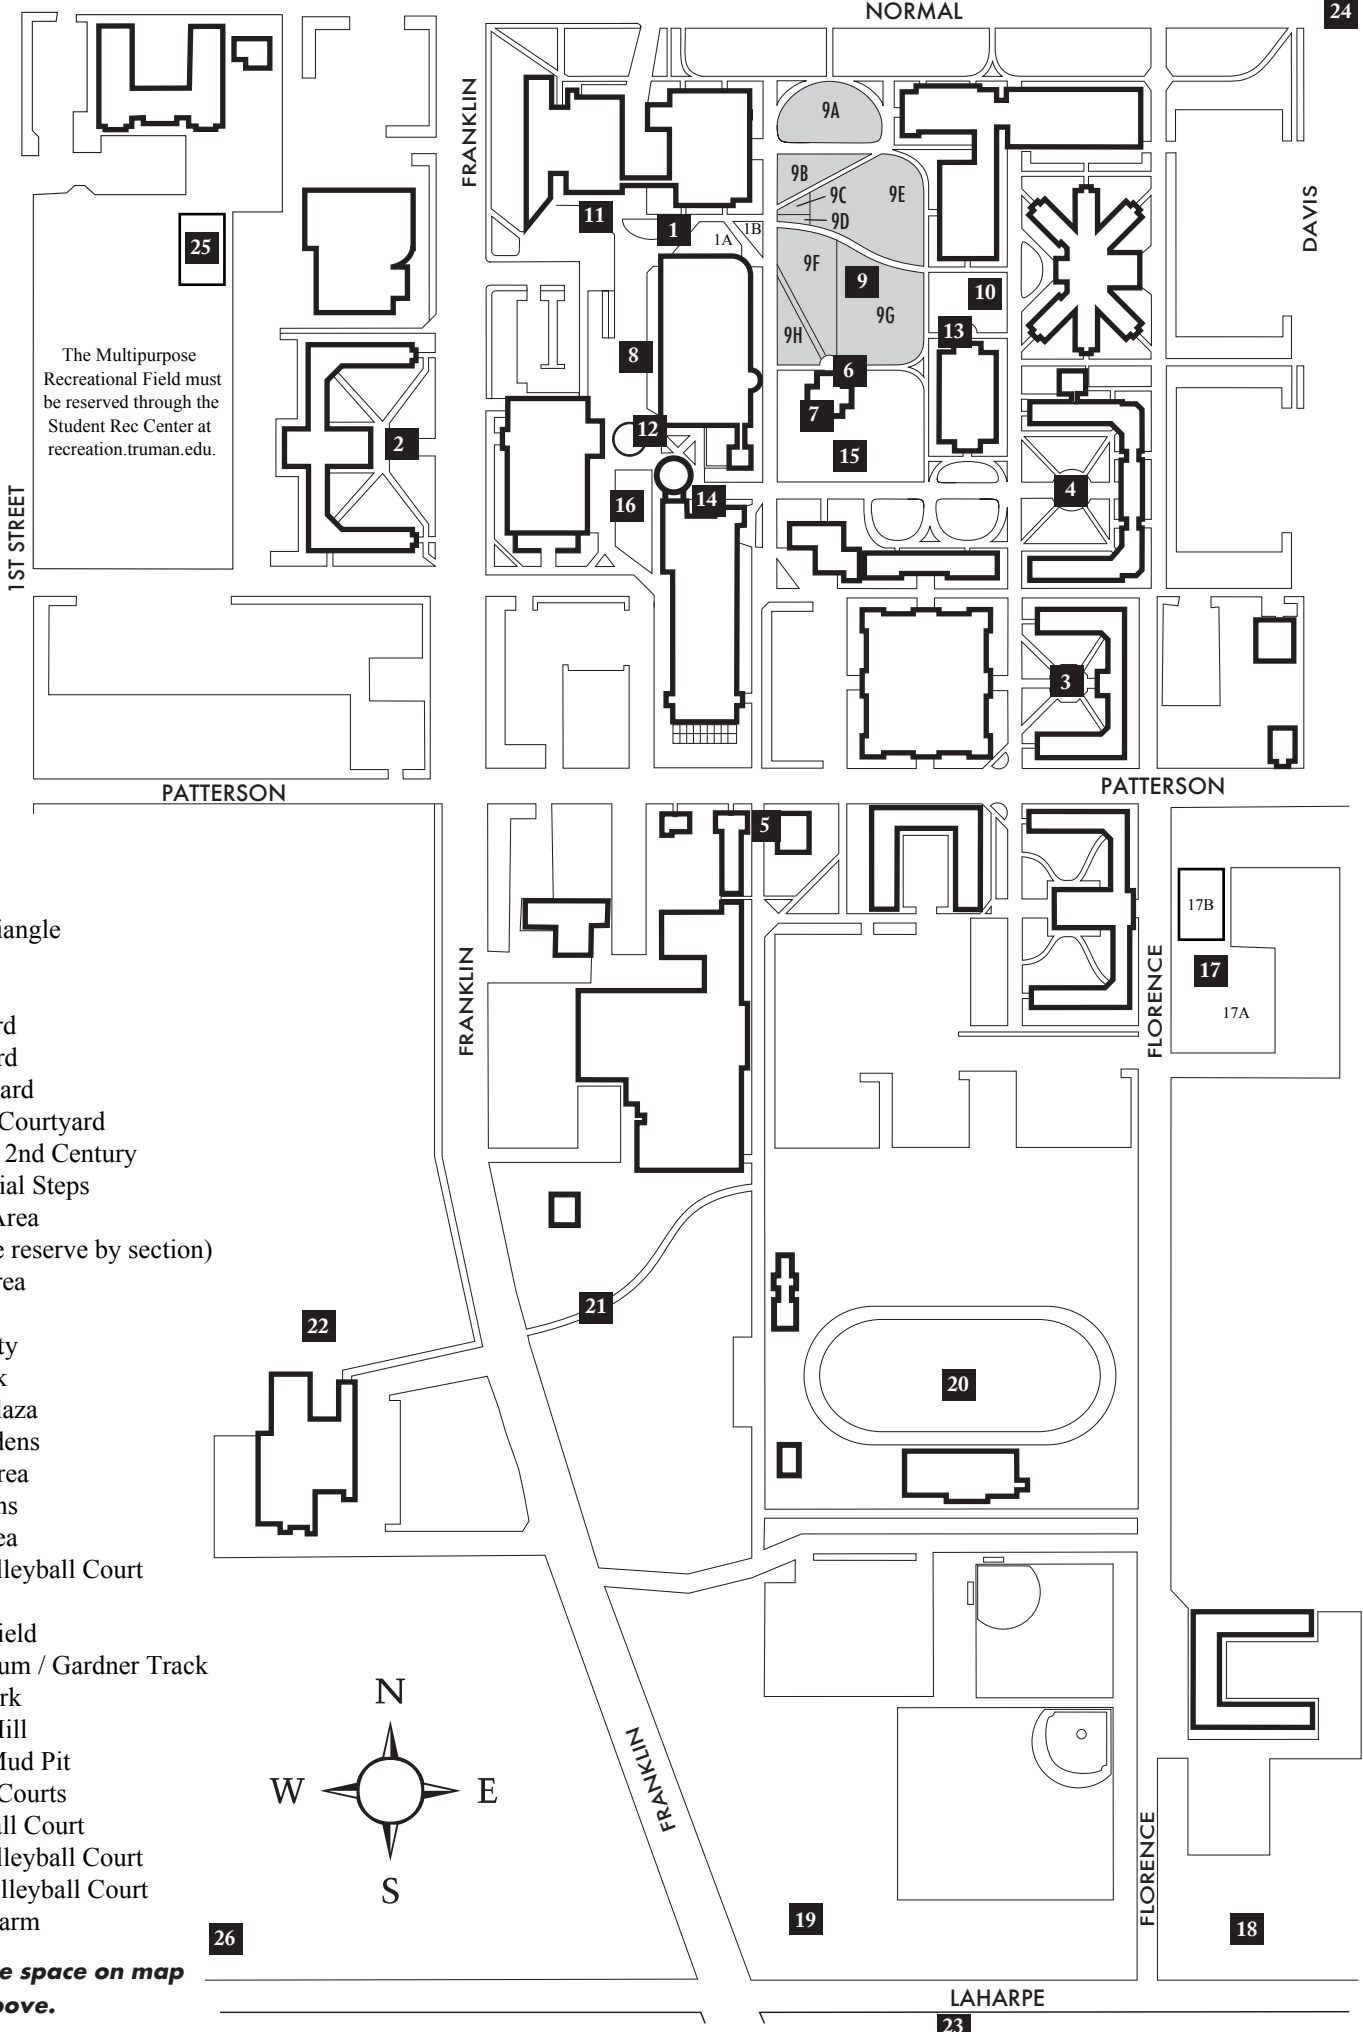 NORMAL
24
FRANKLIN
9A
9B
9C
9E
9D
11
1
1A
1B
DAVIS
25
9F
9
10
9G
13
9H
The Multipurpose
Recreational Field must
be reserved through the
Student Rec Center at
recreation.truman.edu.
8
6
7
12
2
15
4
16
14
1ST STREET
3
PATTERSON
PATTERSON
5
17B
iangle
FRANKLIN
FLORENCE
17
17A
rd
rd
ard
Courtyard
2nd Century
ial Steps
Area
e reserve by section)
rea
21
22
ty
k
20
laza
dens
rea
ns
ea
lleyball Court
ield
um / Gardner Track
rk
Hill
Mud Pit
Courts
all Court
lleyball Court
lleyball Court
arm
N
W
E
S
FRANKLIN
FLORENCE
19
18
26
e space on map
bove.
LAHARPE
23